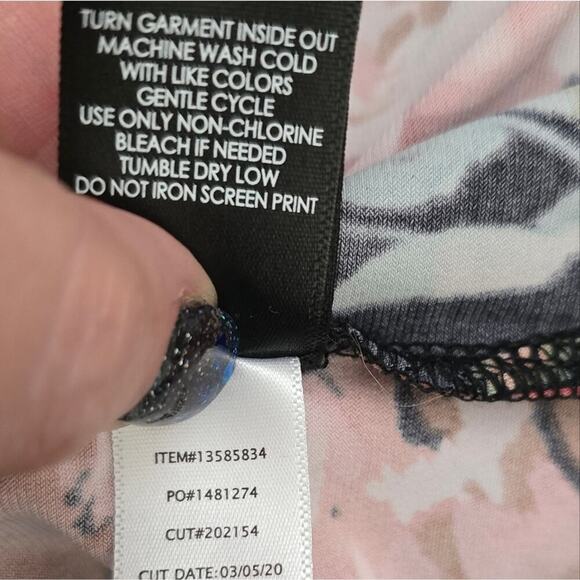 TURN GARMENT INSIDE OUT
MACHINE WASH COLD
WITH LIKE COLORS
GENTLE CYCLE
USE ONLY NON-CHLORINE
BLEACH IF NEEDED
TUMBLE DRY LOW
DO NOT IRON SCREEN PRINT
ITEM#13585834
PO#1481274
CUT#202154
CUT DATE: 03/05/20